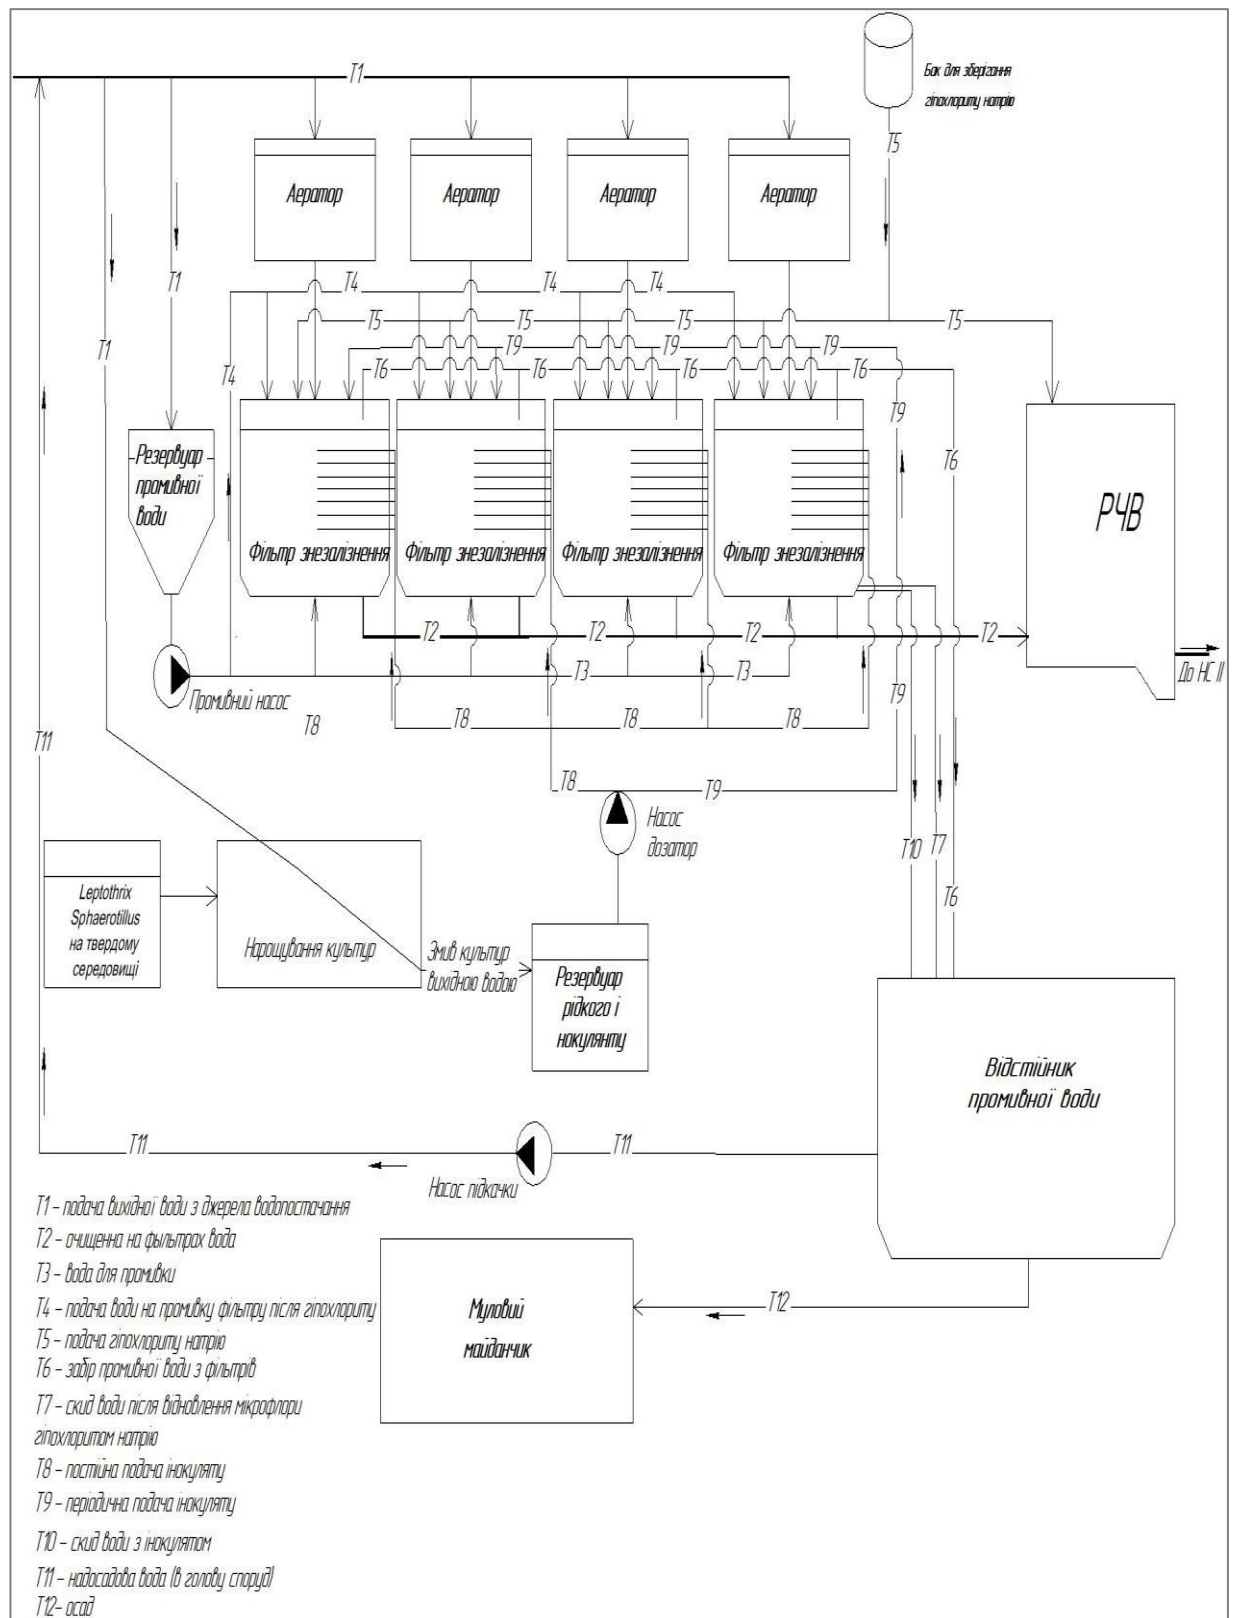 T1
Бак для зберігання
гіпохлориту натрію
T5
Аератор
Аератор
Аератор
Аератор
T1
T4
T4
T4
T5
T5
T5
T5
T1
T9
T9
T9
T4
T6
T6
T6
T6
T9
T6
Резервуар
промивної
води
РЧВ
Фільтр знезалізнення
Фільтр знезалізнення
Фільтр знезалізнення
Фільтр знезалізнення
T2
T2
T2
T2
T3
T3
До НС II
Промивний насос
T9
T8
T8
T8
T8
T11
T8
T9
Насос
дозатор
T10
T7
T6
Leptothrix
Sphaerotillus
на твердому
середовищі
Нарощування культур
Змив культур
вихідною водою
Резервуар
рідкого і
нокулянту
Відстійник
промивної води
T11
T11
Насос підкачки
T1 – подача вихідної води з джерела водопостачання
T2 – очищенна на фыльтрах вода
T3 – вода для промивки
T4 – подача води на промивку фільтру після гіпохлориту
T5 – подача гіпохлориту натрію
T6 – забір промивної води з фільтрів
T7 – скид води після відновлення мікрофлори
гіпохлоритом натрію
T8 – постійна подача інокуляту
T9 – періодична подача інокуляту
T10 – скид води з інокулятом
T11 – надосадова вода (в голову споруд)
T12– осад
Муловий
майданчик
T12